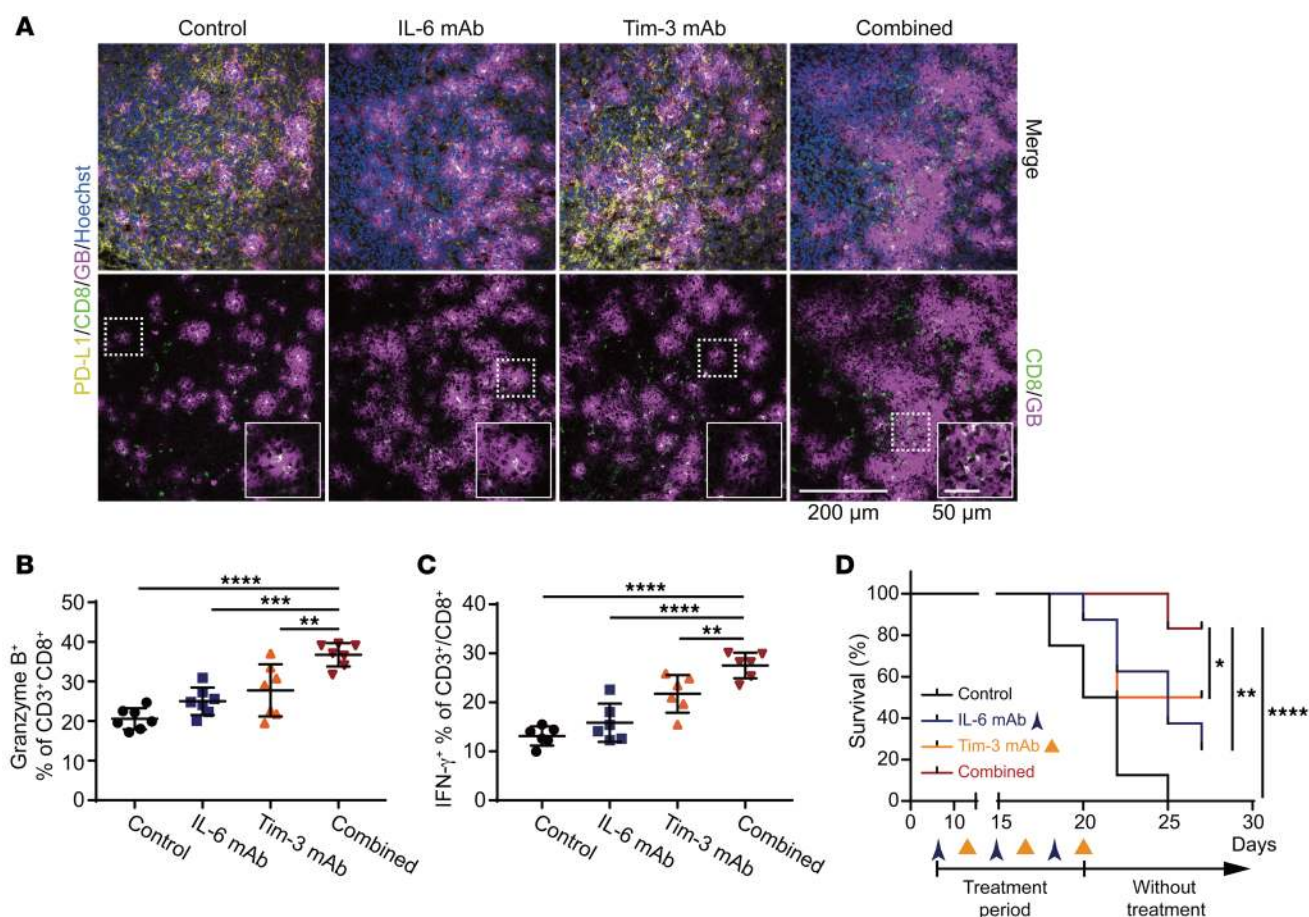 A
Control
IL-6 mAb
Tim-3 mAb
Combined
PD-L1/CD8/GB/Hoechst
Merge
CD8/GB
200 µm
50 µm
B
Granzyme B⁺
% of CD3⁺CD8⁺
50
40
30
20
10
0
****
***
**
Control
IL-6 mAb
Tim-3 mAb
Combined
C
IFN-γ⁺ % of CD3⁺/CD8⁺
40
30
20
10
0
****
****
**
Control
IL-6 mAb
Tim-3 mAb
Combined
D
Survival (%)
100
80
60
40
20
0
Control
IL-6 mAb
Tim-3 mAb
Combined
*
**
****
0
10
15
20
25
30
Days
Treatment
period
Without
treatment